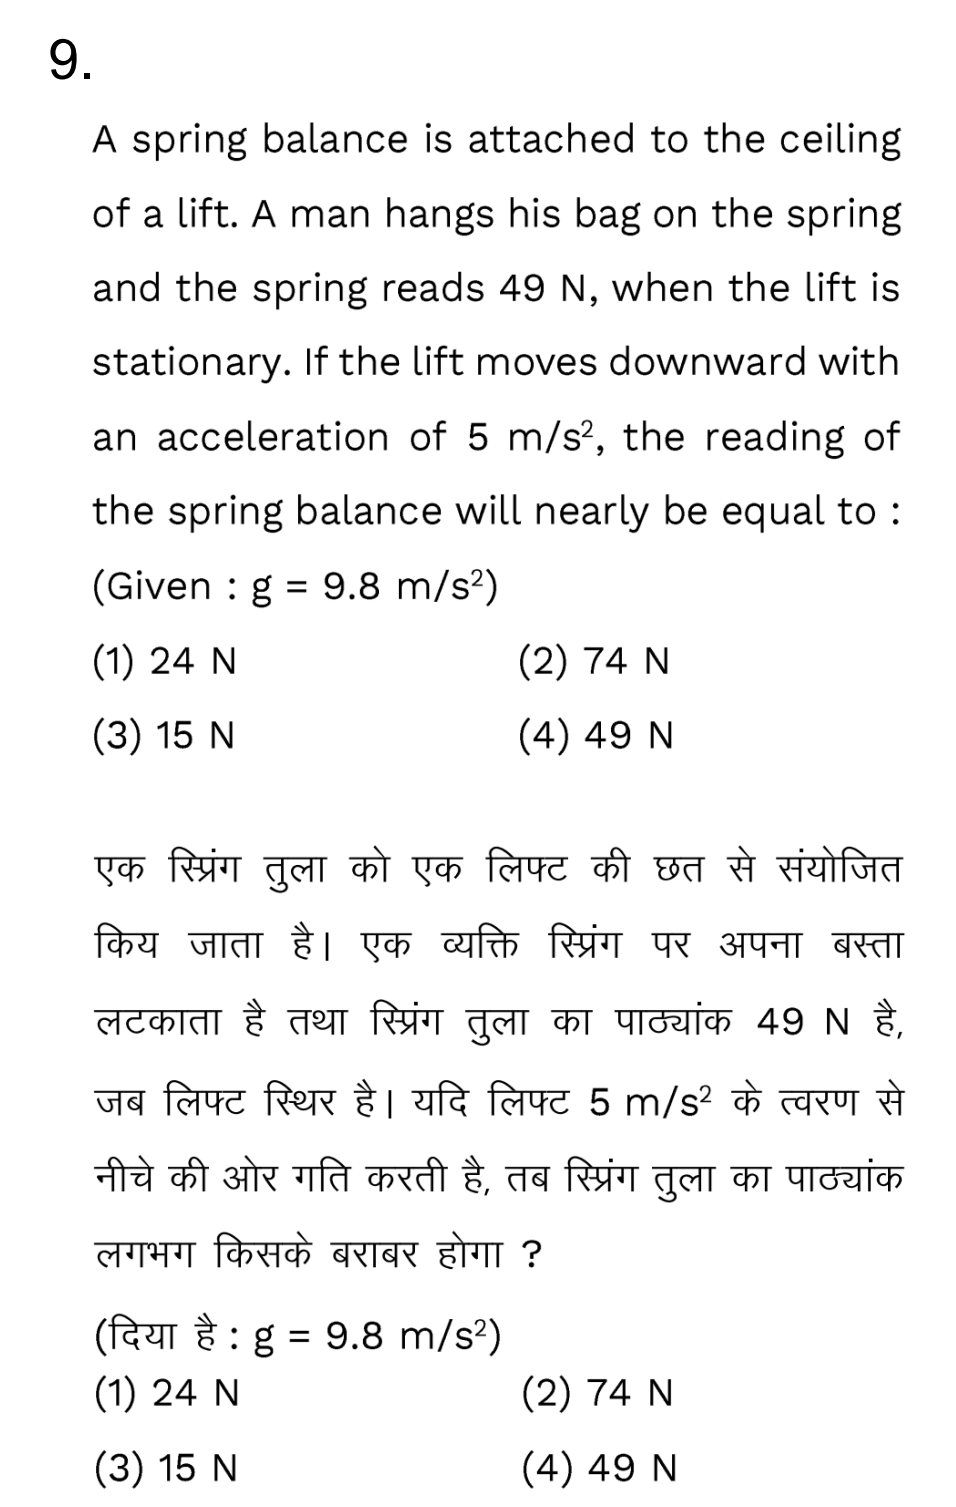 9.
A spring balance is attached to the ceiling
of a lift. A man hangs his bag on the spring
and the spring reads 49 N, when the lift is
stationary. If the lift moves downward with
an acceleration of 5 m/s², the reading of
the spring balance will nearly be equal to :
(Given : g = 9.8 m/s²)
(1) 24 N (2) 74 N
(3) 15 N (4) 49 N
एक स्प्रिंग तुला को एक लिफ्ट की छत से संयोजित
किय जाता है। एक व्यक्ति स्प्रिंग पर अपना बस्ता
लटकाता है तथा स्प्रिंग तुला का पाठ्यांक 49 N है,
जब लिफ्ट स्थिर है। यदि लिफ्ट 5 m/s² के त्वरण से
नीचे की ओर गति करती है, तब स्प्रिंग तुला का पाठ्यांक
लगभग किसके बराबर होगा ?
(दिया है : g = 9.8 m/s²)
(1) 24 N (2) 74 N
(3) 15 N (4) 49 N